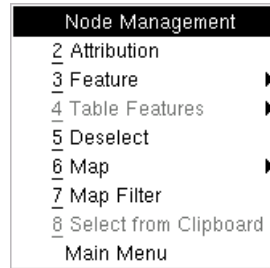 Node Management
2 Attribution
3 Feature
4 Table Features
5 Deselect
6 Map
7 Map Filter
8 Select from Clipboard
Main Menu